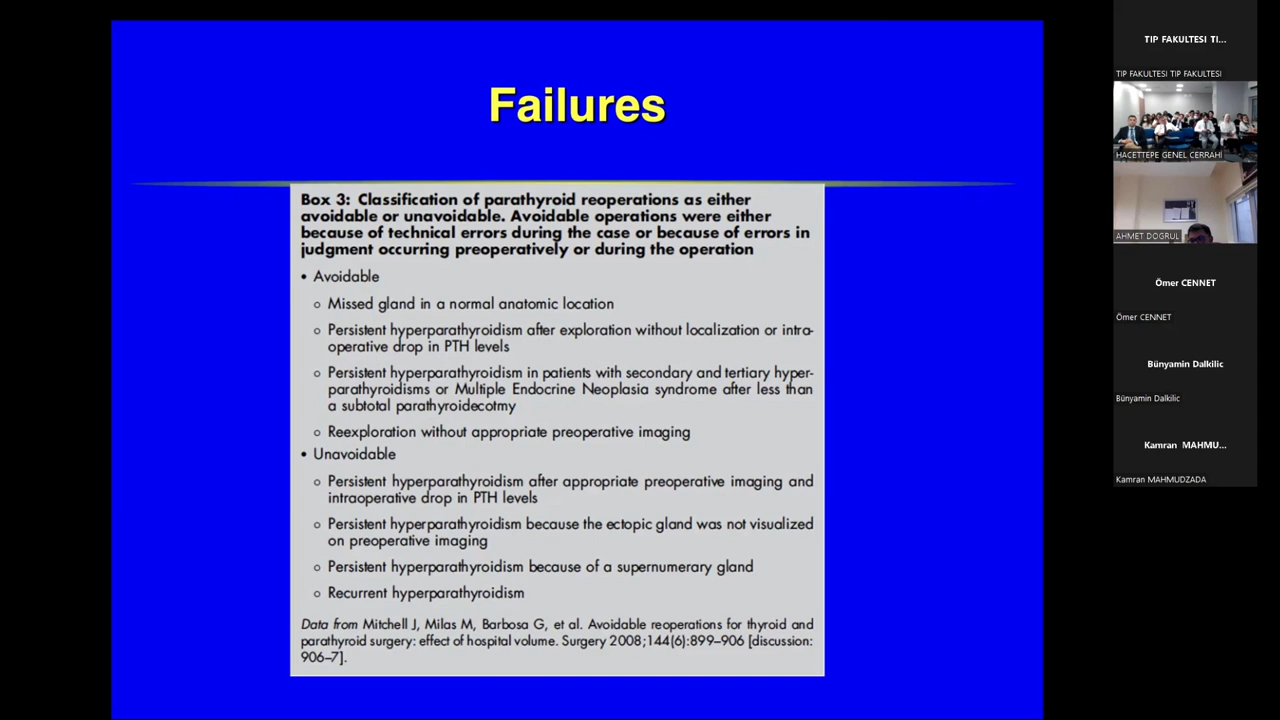 Failures
Box 3: Classification of parathyroid reoperations as either
avoidable or unavoidable. Avoidable operations were either
because of technical errors during the case or because of errors in
judgment occurring preoperatively or during the operation
• Avoidable
○ Missed gland in a normal anatomic location
○ Persistent hyperparathyroidism after exploration without localization or intra-
operative drop in PTH levels
○ Persistent hyperparathyroidism in patients with secondary and tertiary hyper-
parathyroidisms or Multiple Endocrine Neoplasia syndrome after less than
a subtotal parathyroidecotmy
○ Reexploration without appropriate preoperative imaging
• Unavoidable
○ Persistent hyperparathyroidism after appropriate preoperative imaging and
intraoperative drop in PTH levels
○ Persistent hyperparathyroidism because the ectopic gland was not visualized
on preoperative imaging
○ Persistent hyperparathyroidism because of a supernumerary gland
○ Recurrent hyperparathyroidism
Data from Mitchell J, Milas M, Barbosa G, et al. Avoidable reoperations for thyroid and
parathyroid surgery: effect of hospital volume. Surgery 2008;144(6):899–906 [discussion:
906–7].
TIP FAKULTESI TI...
TIP FAKULTESI TIP FAKULTESI
HACETTEPE GENEL CERRAHİ
AHMET DOGRUL
Ömer CENNET
Ömer CENNET
Bünyamin Dalkilic
Bünyamin Dalkilic
Kamran MAHMU...
Kamran MAHMUDZADA